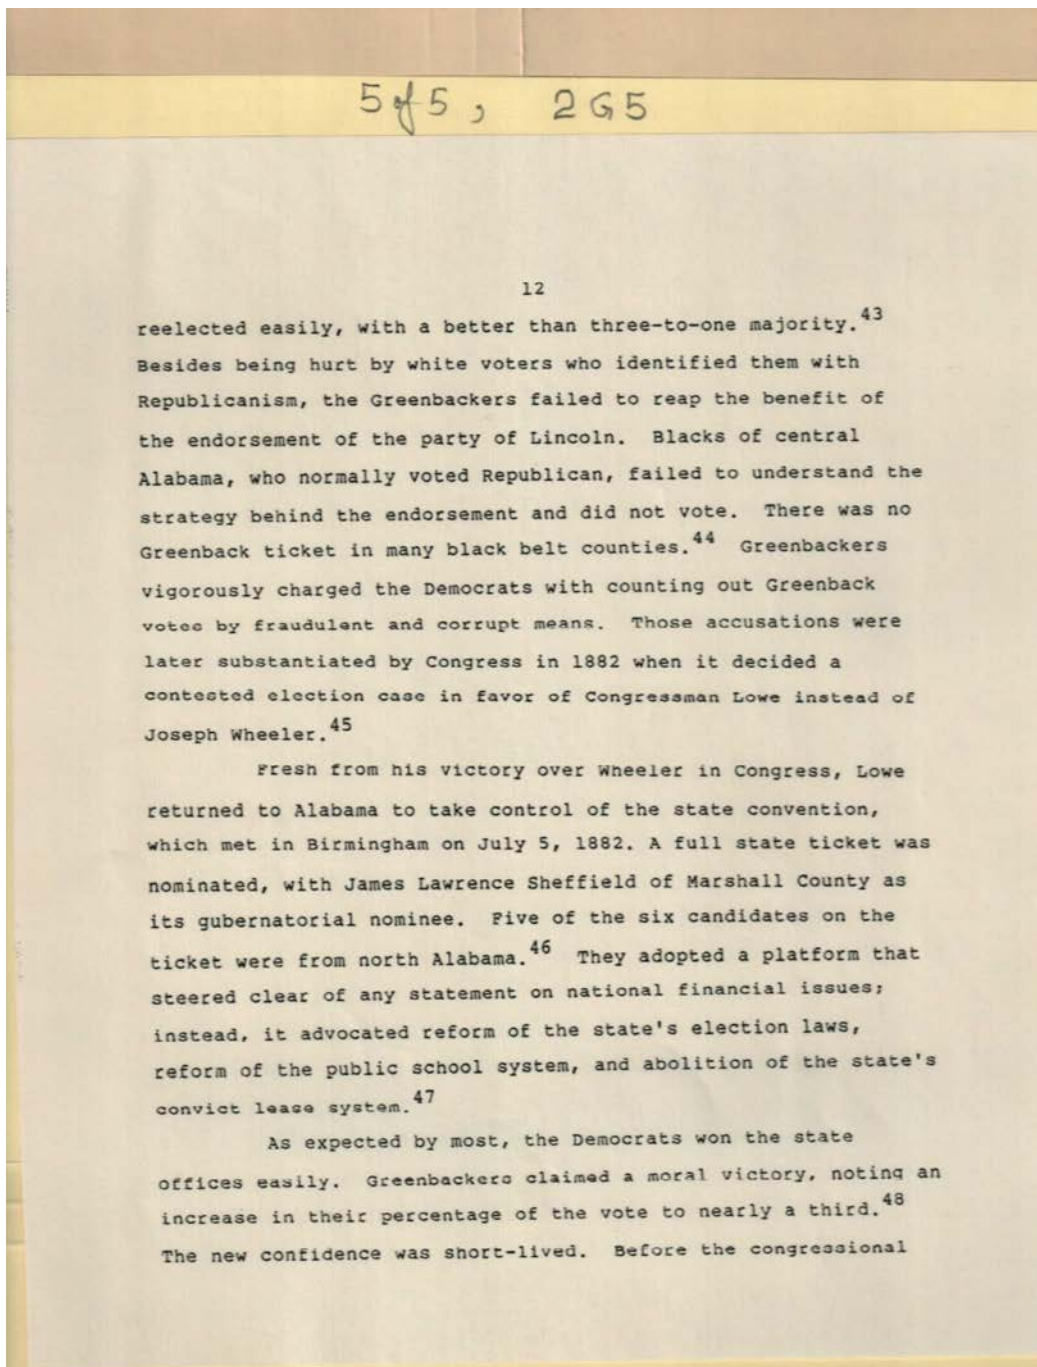 5 of 5, 2G5
12
reelected easily, with a better than three-to-one majority.43
Besides being hurt by white voters who identified them with
Republicanism, the Greenbackers failed to reap the benefit of
the endorsement of the party of Lincoln. Blacks of central
Alabama, who normally voted Republican, failed to understand the
strategy behind the endorsement and did not vote. There was no
Greenback ticket in many black belt counties.44 Greenbackers
vigorously charged the Democrats with counting out Greenback
votes by fraudulent and corrupt means. Those accusations were
later substantiated by Congress in 1882 when it decided a
contested election case in favor of Congressman Lowe instead of
Joseph Wheeler.45
Fresh from his victory over Wheeler in Congress, Lowe
returned to Alabama to take control of the state convention,
which met in Birmingham on July 5, 1882. A full state ticket was
nominated, with James Lawrence Sheffield of Marshall County as
its gubernatorial nominee. Five of the six candidates on the
ticket were from north Alabama.46 They adopted a platform that
steered clear of any statement on national financial issues;
instead, it advocated reform of the state's election laws,
reform of the public school system, and abolition of the state's
convict lease system.47
As expected by most, the Democrats won the state
offices easily. Greenbackers claimed a moral victory, noting an
increase in their percentage of the vote to nearly a third.48
The new confidence was short-lived. Before the congressional